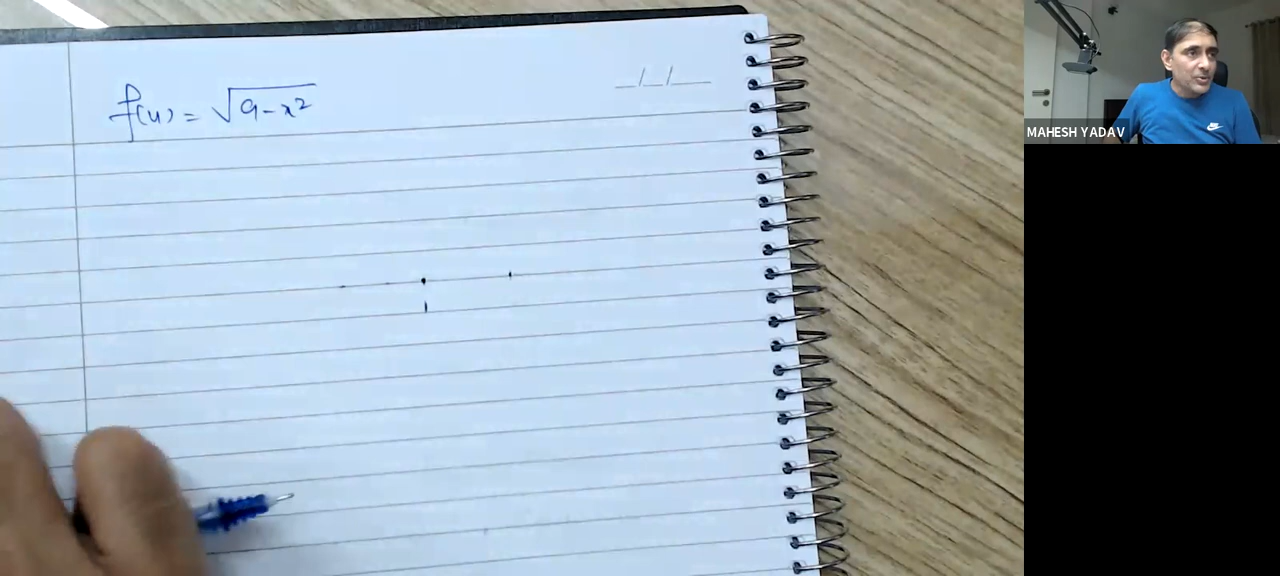 f(x) = √9-x²
_/_/_
MAHESH YADAV